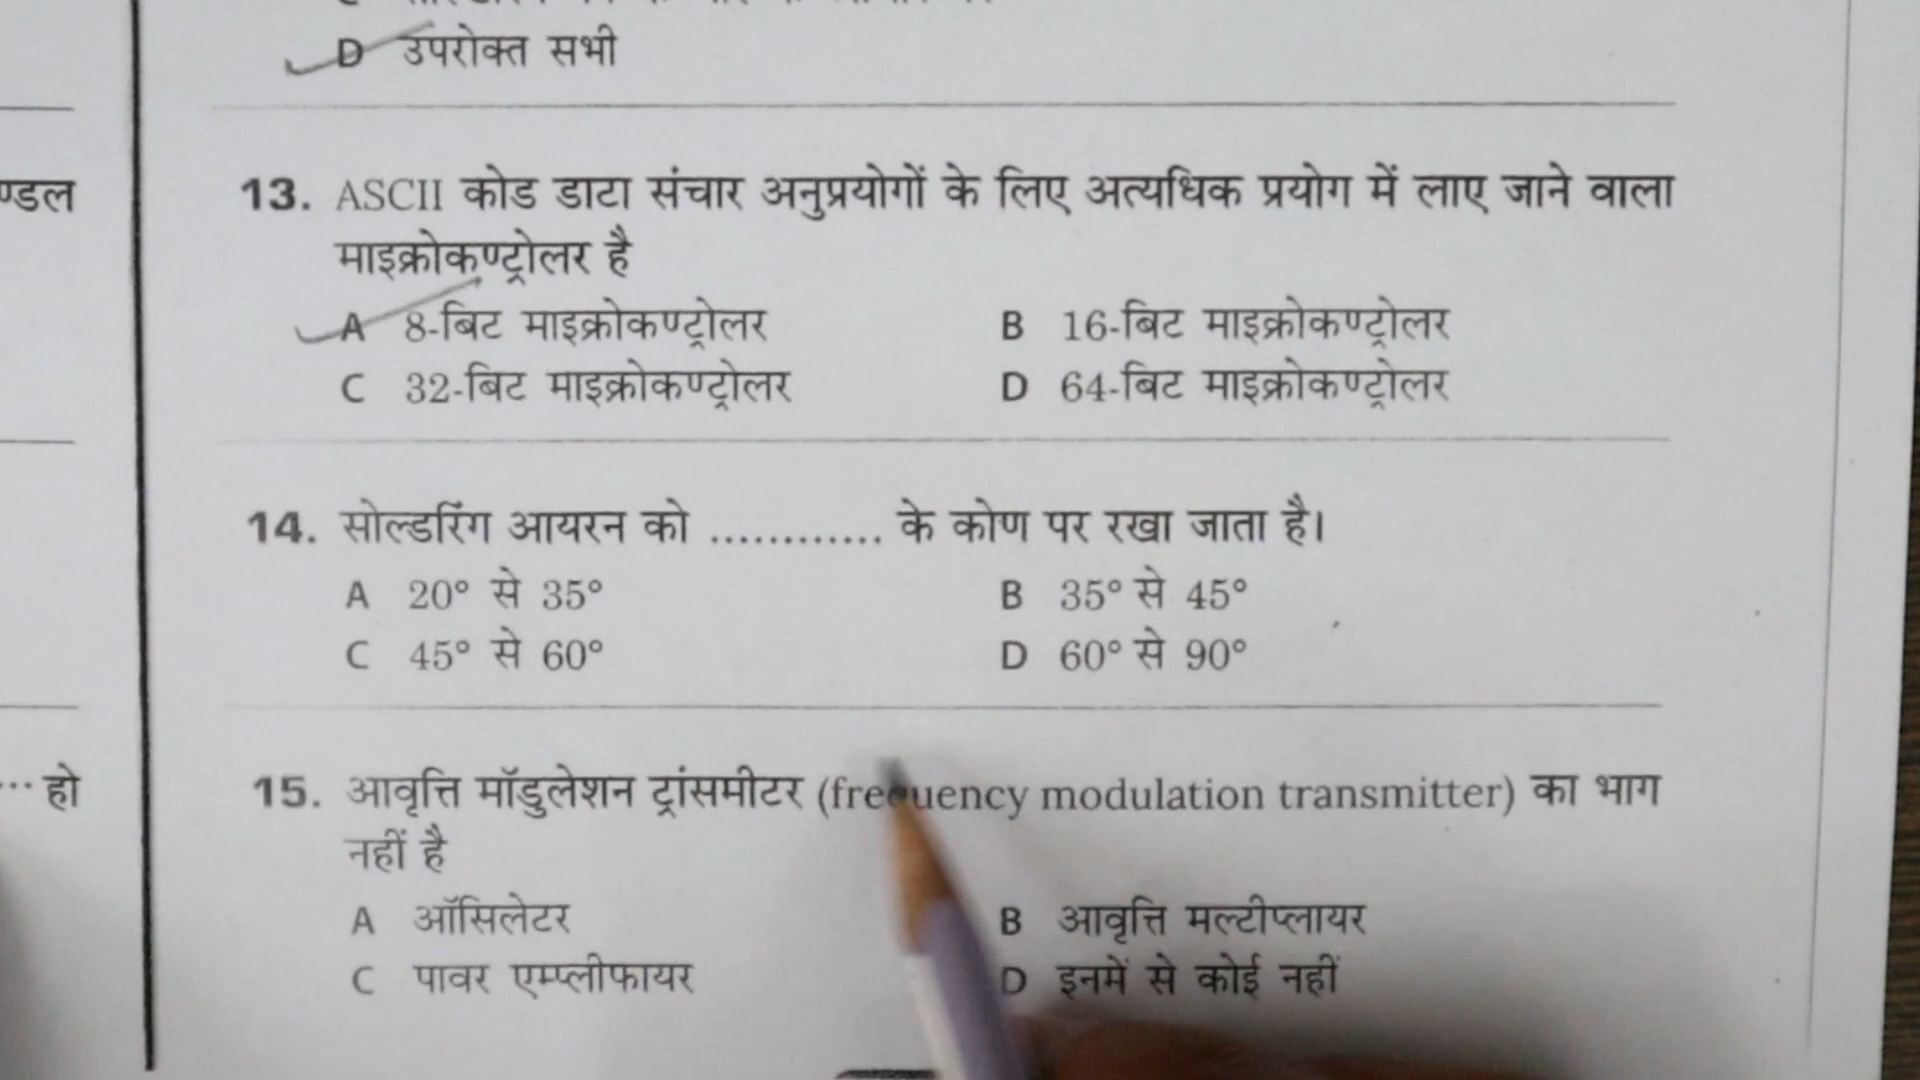 D उपरोक्त सभी
ण्डल
13. ASCII कोड डाटा संचार अनुप्रयोगों के लिए अत्यधिक प्रयोग में लाए जाने वाला
माइक्रोकण्ट्रोलर है
A 8-बिट माइक्रोकण्ट्रोलर B 16-बिट माइक्रोकण्ट्रोलर
C 32-बिट माइक्रोकण्ट्रोलर D 64-बिट माइक्रोकण्ट्रोलर
14. सोल्डरिंग आयरन को ............ के कोण पर रखा जाता है।
A 20° से 35° B 35° से 45°
C 45° से 60° D 60° से 90°
... हो
15. आवृत्ति मॉडुलेशन ट्रांसमीटर (frequency modulation transmitter) का भाग
नहीं है
A ऑसिलेटर B आवृत्ति मल्टीप्लायर
C पावर एम्प्लीफायर D इनमें से कोई नहीं